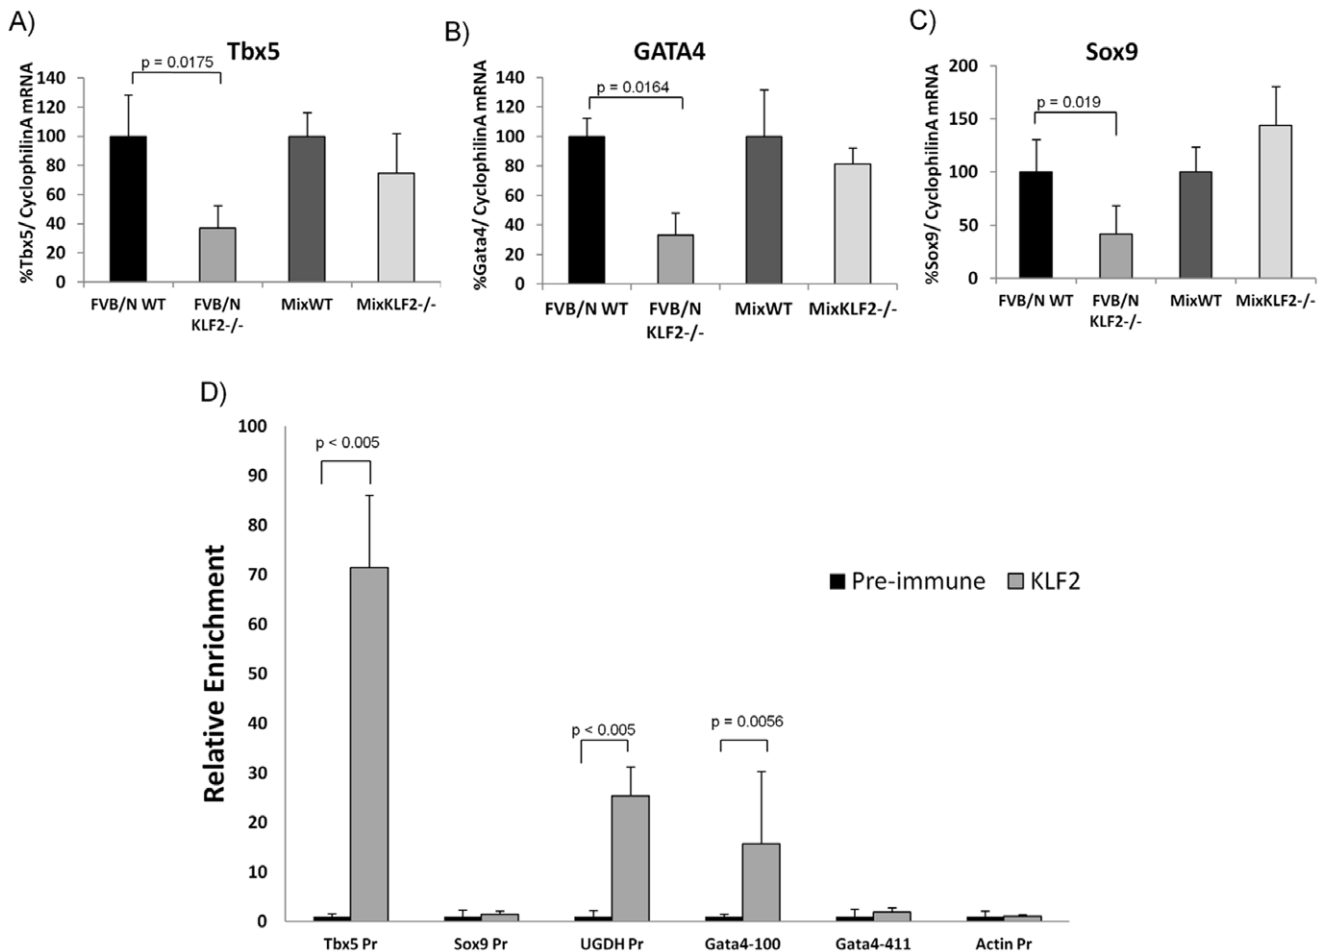 A)
Tbx5
p = 0.0175
%Tbx5/ CyclophilinA mRNA
140
120
100
80
60
40
20
0
FVB/N WT
FVB/N
KLF2-/-
MixWT
MixKLF2-/-
B)
GATA4
p = 0.0164
%Gata4/ CyclophilinA mRNA
140
120
100
80
60
40
20
0
FVB/N WT
FVB/N
KLF2-/-
MixWT
MixKLF2-/-
C)
Sox9
p = 0.019
%Sox9/ CyclophilinA mRNA
200
150
100
50
0
FVB/N WT
FVB/N
KLF2-/-
MixWT
MixKLF2-/-
D)
Relative Enrichment
100
90
80
70
60
50
40
30
20
10
0
p < 0.005
p < 0.005
p = 0.0056
Pre-immune KLF2
Tbx5 Pr
Sox9 Pr
UGDH Pr
Gata4-100
Gata4-411
Actin Pr